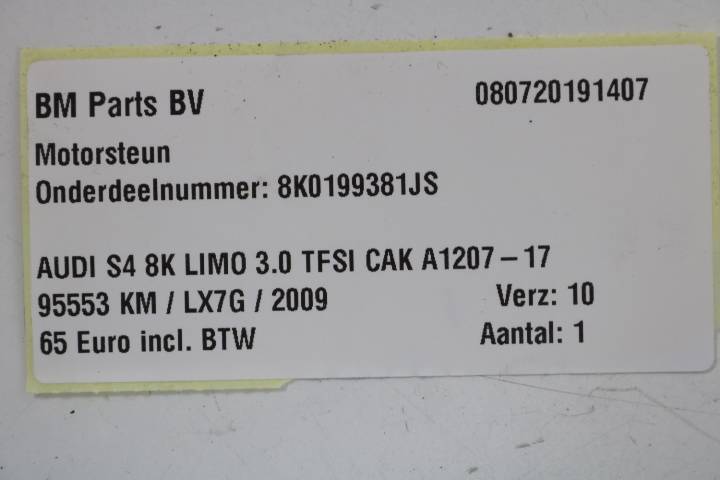 BM Parts BV 080720191407
Motorsteun
Onderdeelnummer: 8K0199381JS
AUDI S4 8K LIMO 3.0 TFSI CAK A1207-17
95553 KM / LX7G / 2009 Verz: 10
65 Euro incl. BTW Aantal: 1